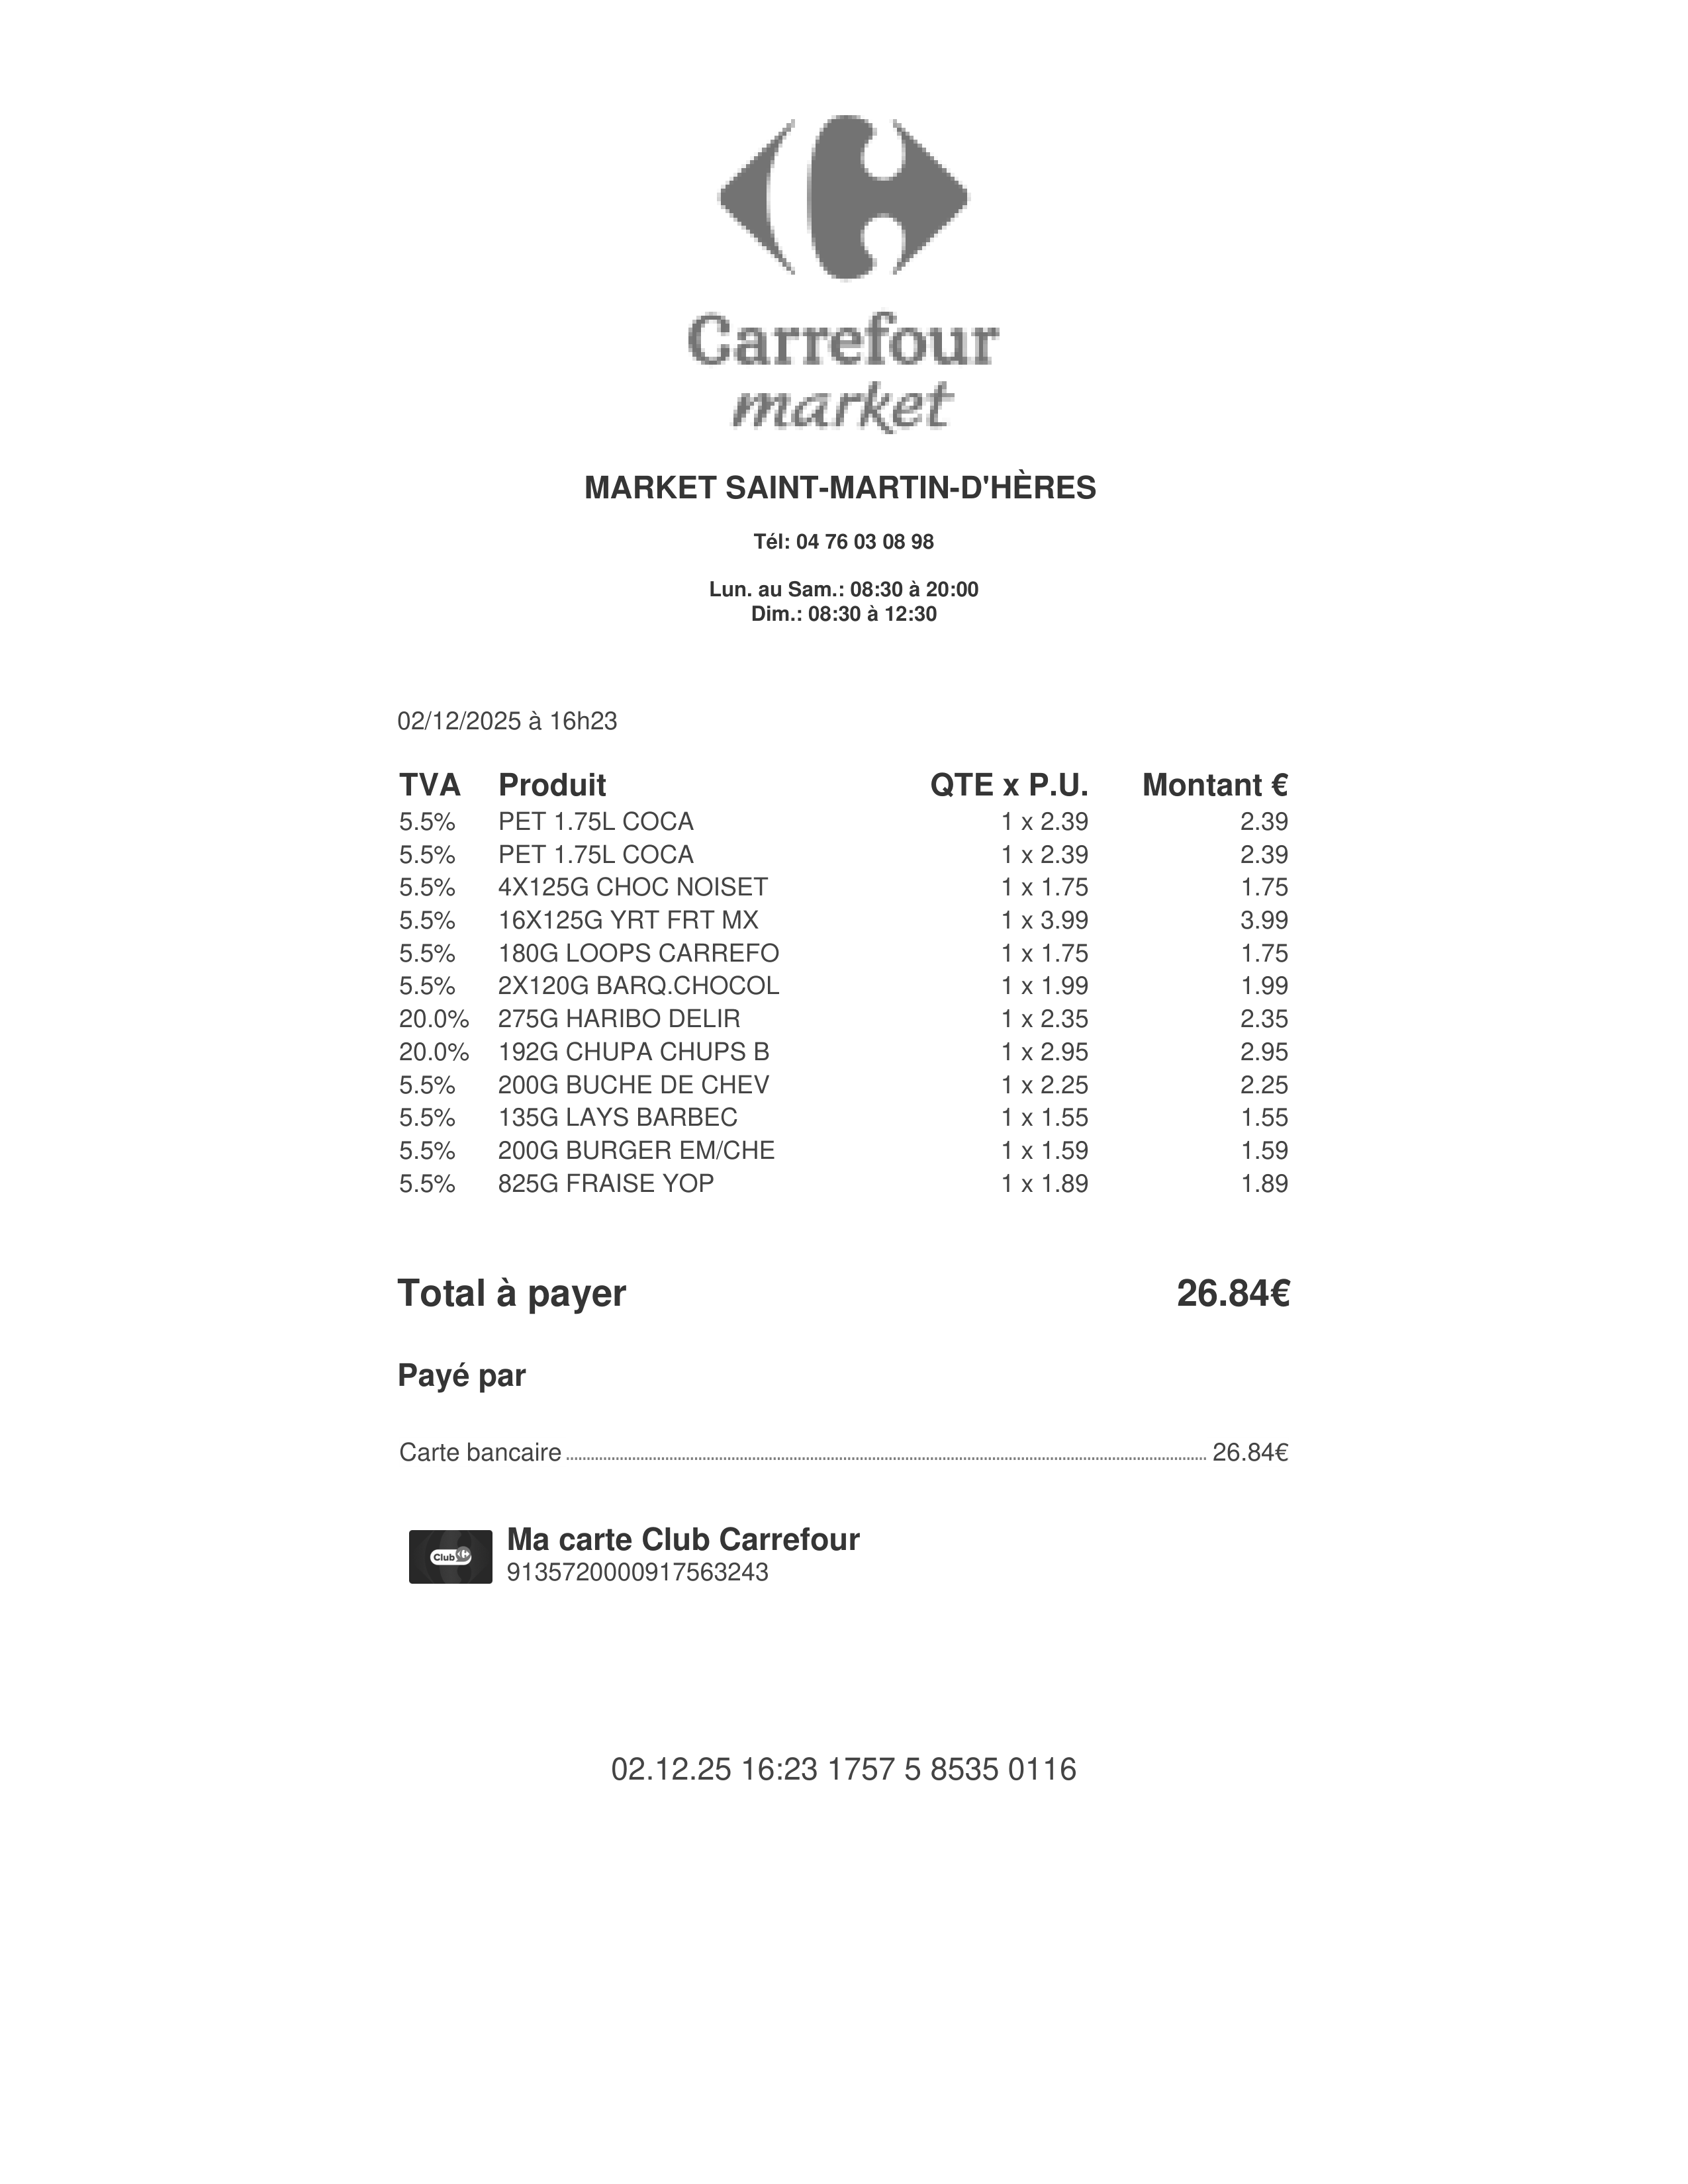 Carrefour
market
MARKET SAINT-MARTIN-D'HÈRES
Tél: 04 76 03 08 98
Lun. au Sam.: 08:30 à 20:00
Dim.: 08:30 à 12:30
02/12/2025 à 16h23
TVA Produit QTE x P.U. Montant €
5.5% PET 1.75L COCA 1 x 2.39 2.39
5.5% PET 1.75L COCA 1 x 2.39 2.39
5.5% 4X125G CHOC NOISET 1 x 1.75 1.75
5.5% 16X125G YRT FRT MX 1 x 3.99 3.99
5.5% 180G LOOPS CARREFO 1 x 1.75 1.75
5.5% 2X120G BARQ.CHOCOL 1 x 1.99 1.99
20.0% 275G HARIBO DELIR 1 x 2.35 2.35
20.0% 192G CHUPA CHUPS B 1 x 2.95 2.95
5.5% 200G BUCHE DE CHEV 1 x 2.25 2.25
5.5% 135G LAYS BARBEC 1 x 1.55 1.55
5.5% 200G BURGER EM/CHE 1 x 1.59 1.59
5.5% 825G FRAISE YOP 1 x 1.89 1.89
Total à payer 26.84€
Payé par
Carte bancaire 26.84€
Club
Ma carte Club Carrefour
9135720000917563243
02.12.25 16:23 1757 5 8535 0116